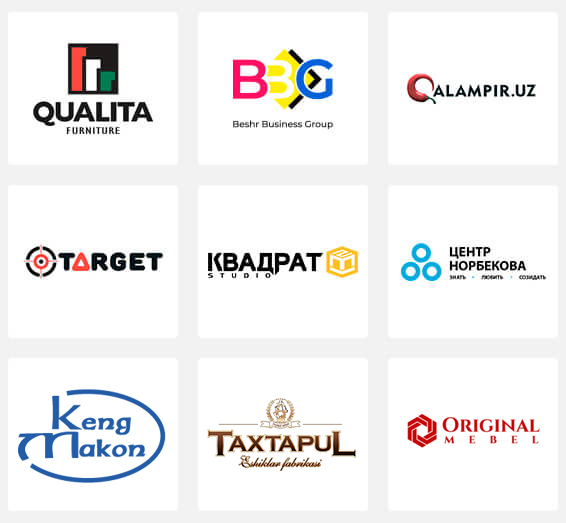 QUALITA
FURNITURE
BBG
Beshr Business Group
QALAMPIR.UZ
TARGET
КВАДРАТ
STUDIO
ЦЕНТР
НОРБЕКОВА
ЗНАТЬ • ЛЮБИТЬ • СОЗИДАТЬ
Keng
Makon
TAXTAPUL
Eshiklar fabrikasi
ORIGINAL
MEBEL